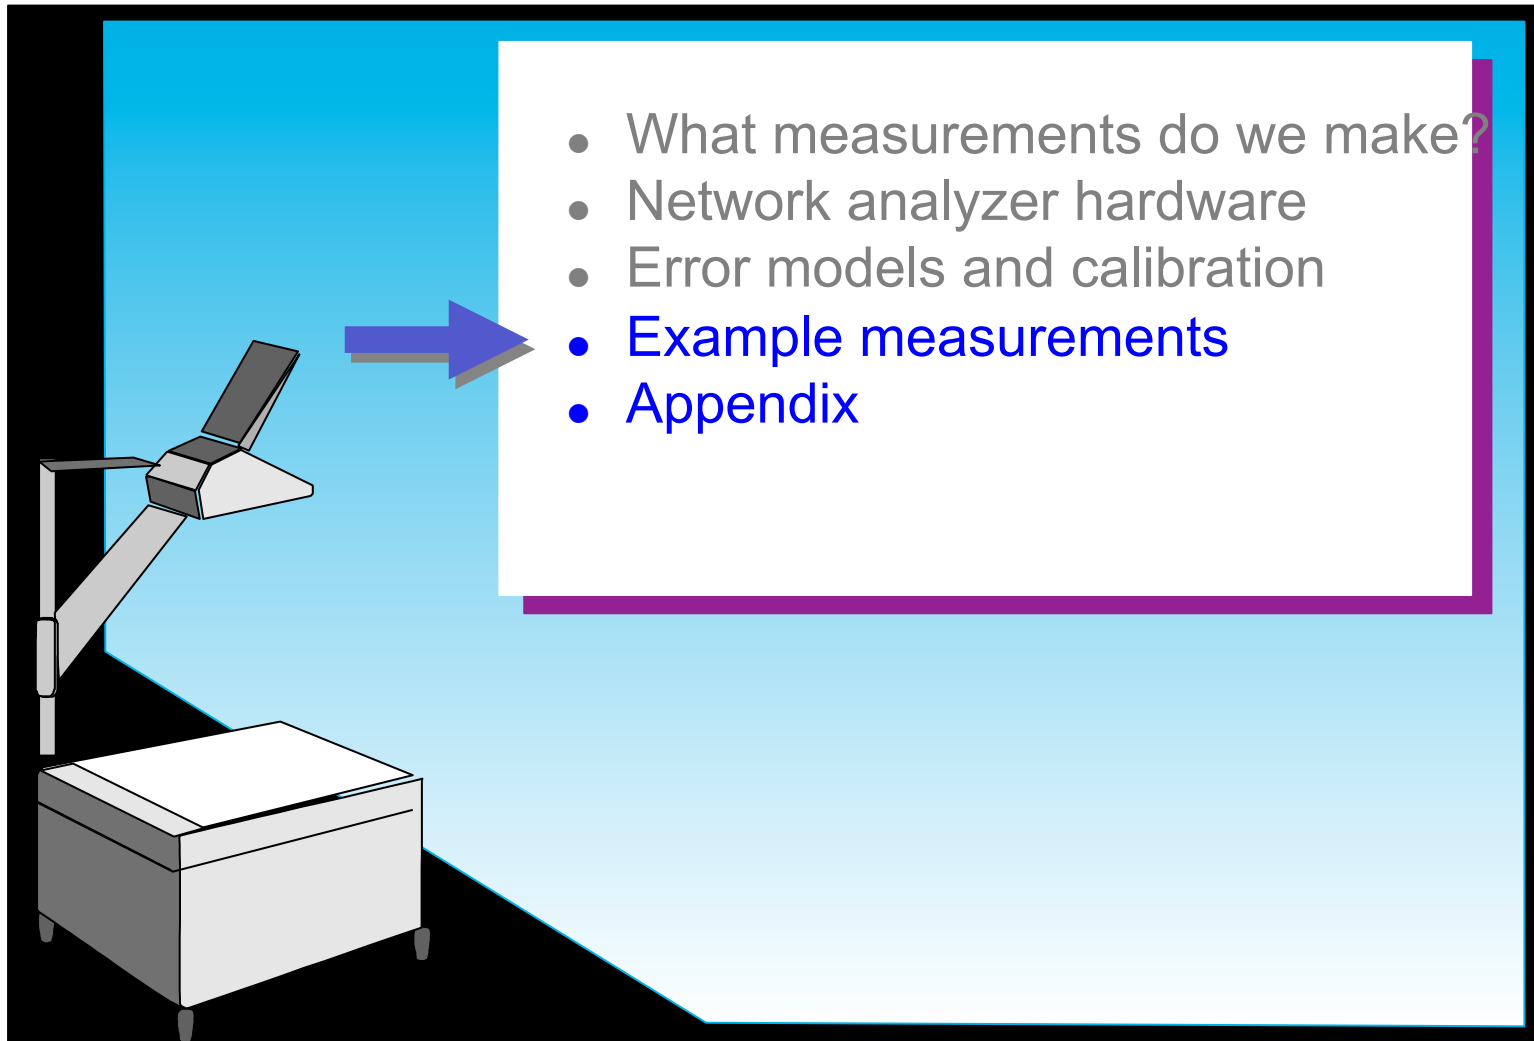 ● What measurements do we make?
● Network analyzer hardware
● Error models and calibration
● Example measurements
● Appendix